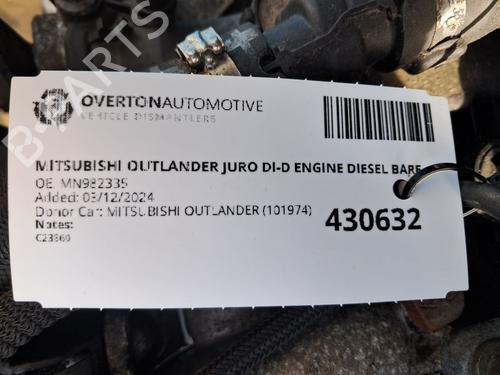 OVERTONAUTOMOTIVE
VEHICLE DISMANTLERS
MITSUBISHI OUTLANDER JURO DI-D ENGINE DIESEL BARE
OE: MN982335
Added: 03/12/2024
Donor Car: MITSUBISHI OUTLANDER (101974)
Notes:
C23860
430632
B-PARTS